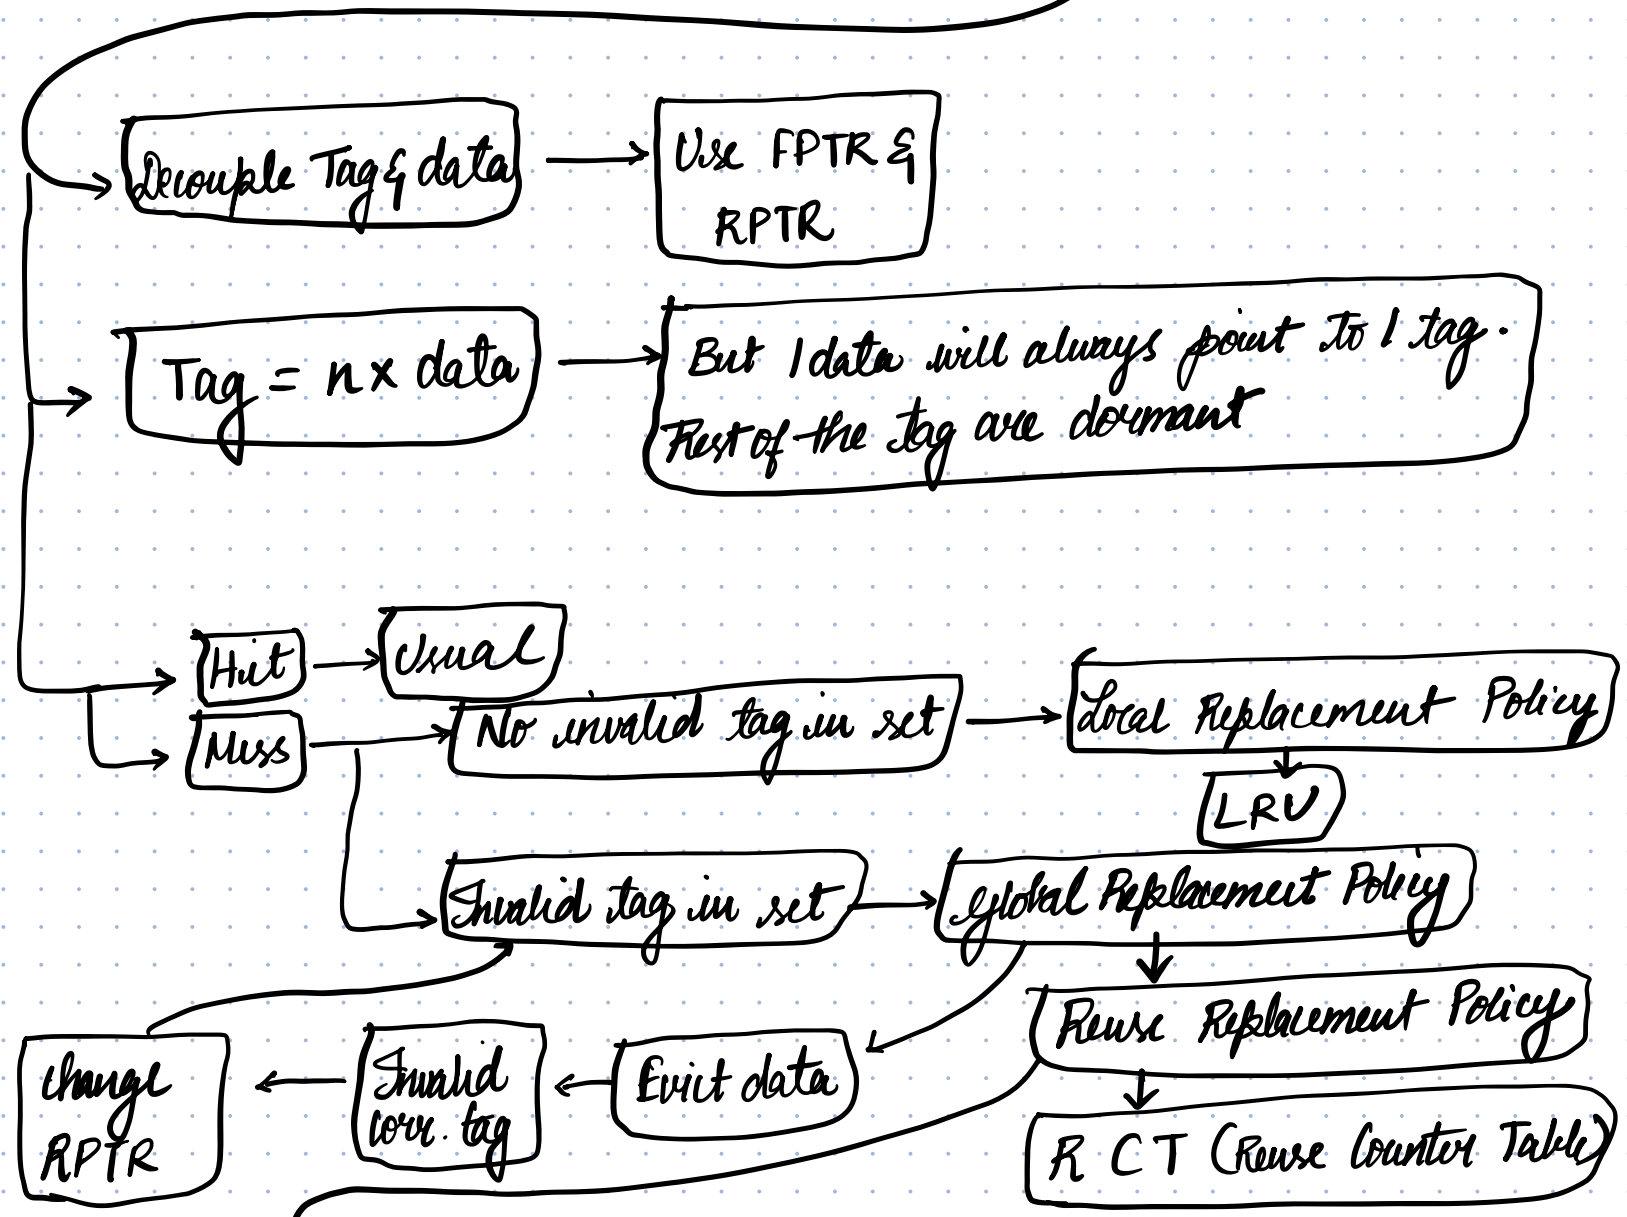 Decouple Tag & data
Use FPTR &
RPTR
Tag = n x data
But 1 data will always point to 1 tag.
Rest of the tag are dormant
Hit
Usual
Miss
No invalid tag in set
Local Replacement Policy
LRU
Invalid tag in set
Global Replacement Policy
Reuse Replacement Policy
Evict data
Invalid
corr. tag
change
RPTR
R C T (Reuse Counter Table)